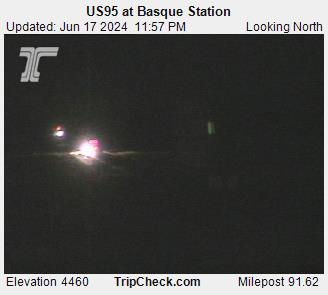 US95 at Basque Station
Updated: Jun 17 2024 11:57 PM Looking North
Elevation 4460 TripCheck.com Milepost 91.62